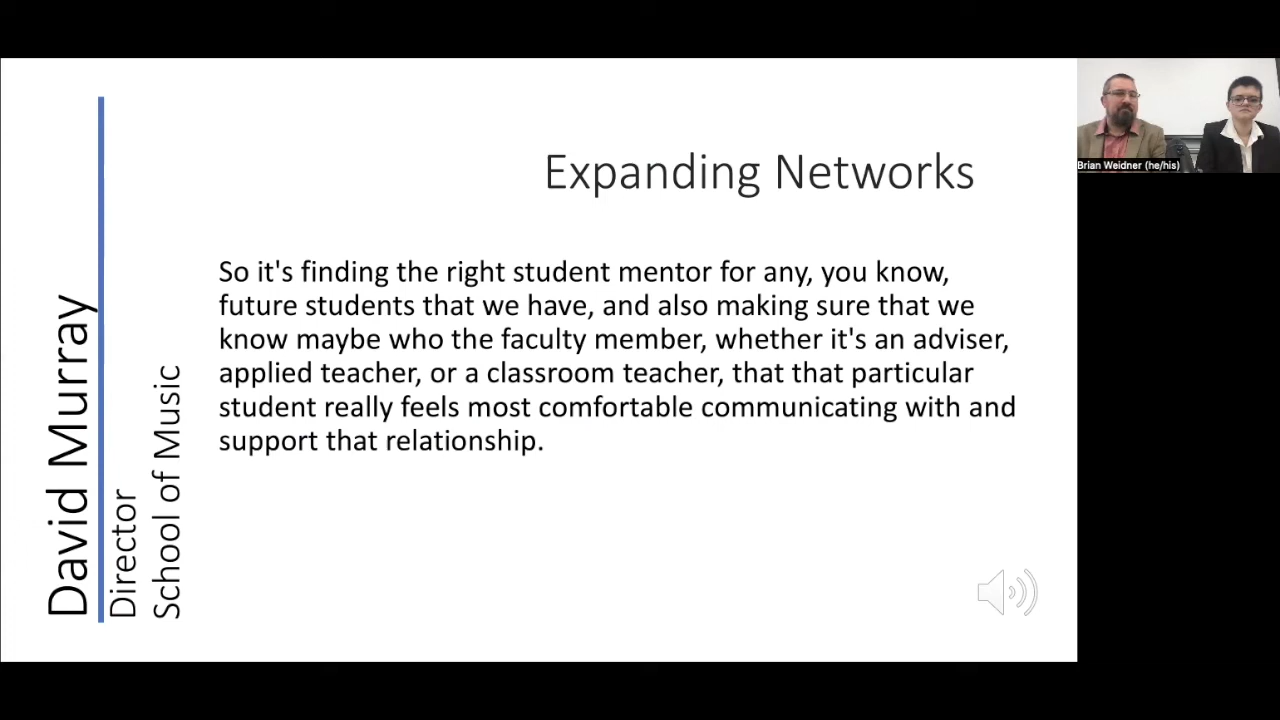 Expanding Networks
So it's finding the right student mentor for any, you know,
future students that we have, and also making sure that we
know maybe who the faculty member, whether it's an adviser,
applied teacher, or a classroom teacher, that that particular
student really feels most comfortable communicating with and
support that relationship.
David Murray
Director
School of Music
Brian Weidner (he/his)